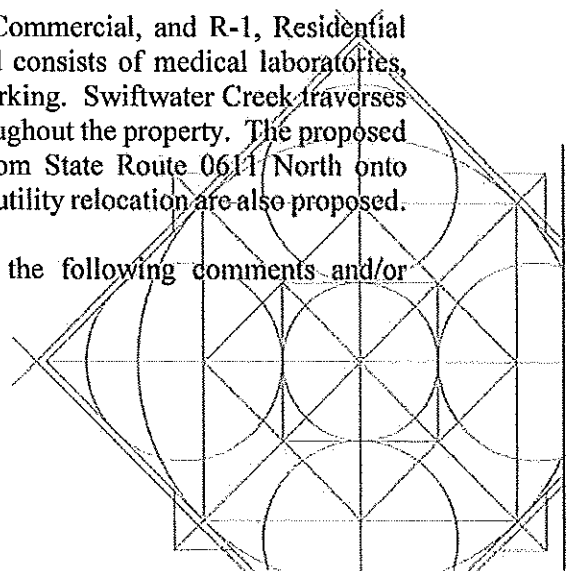 Commercial, and R-1, Residential
consists of medical laboratories,
rking. Swiftwater Creek traverses
ughout the property. The proposed
om State Route 0611 North onto
utility relocation are also proposed.
the following comments and/or